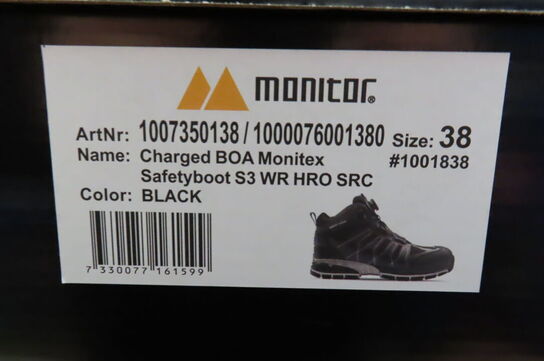 monitor®
ArtNr: 1007350138 / 1000076001380 Size: 38
Name: Charged BOA Monitex #1001838
Safetyboot S3 WR HRO SRC
Color: BLACK
7 330077 161599